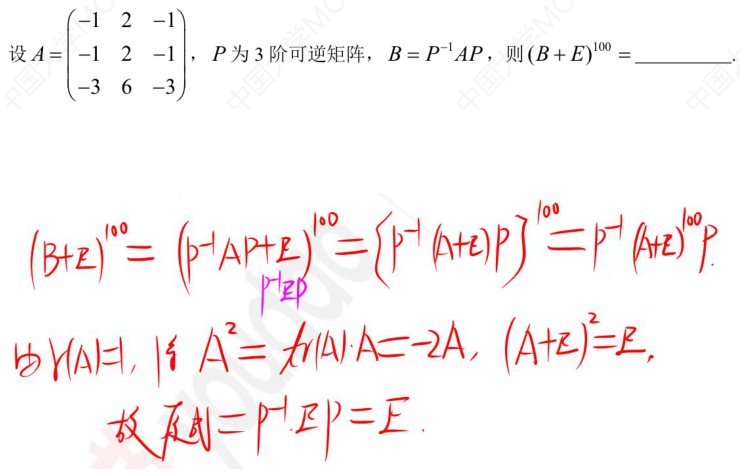 设 A = (−1 2 −1; −1 2 −1; −3 6 −3), P 为 3 阶可逆矩阵, B = P⁻¹AP, 则 (B + E)¹⁰⁰ = ________.
(B+E)¹⁰⁰ = (P⁻¹AP+E)¹⁰⁰ = {P⁻¹(A+E)P}¹⁰⁰ = P⁻¹(A+E)¹⁰⁰P.
P⁻¹EP
由r(A)=1, 得 A² = tr(A)·A = −2A, (A+E)² = E,
故 原式 = P⁻¹·EP = E.